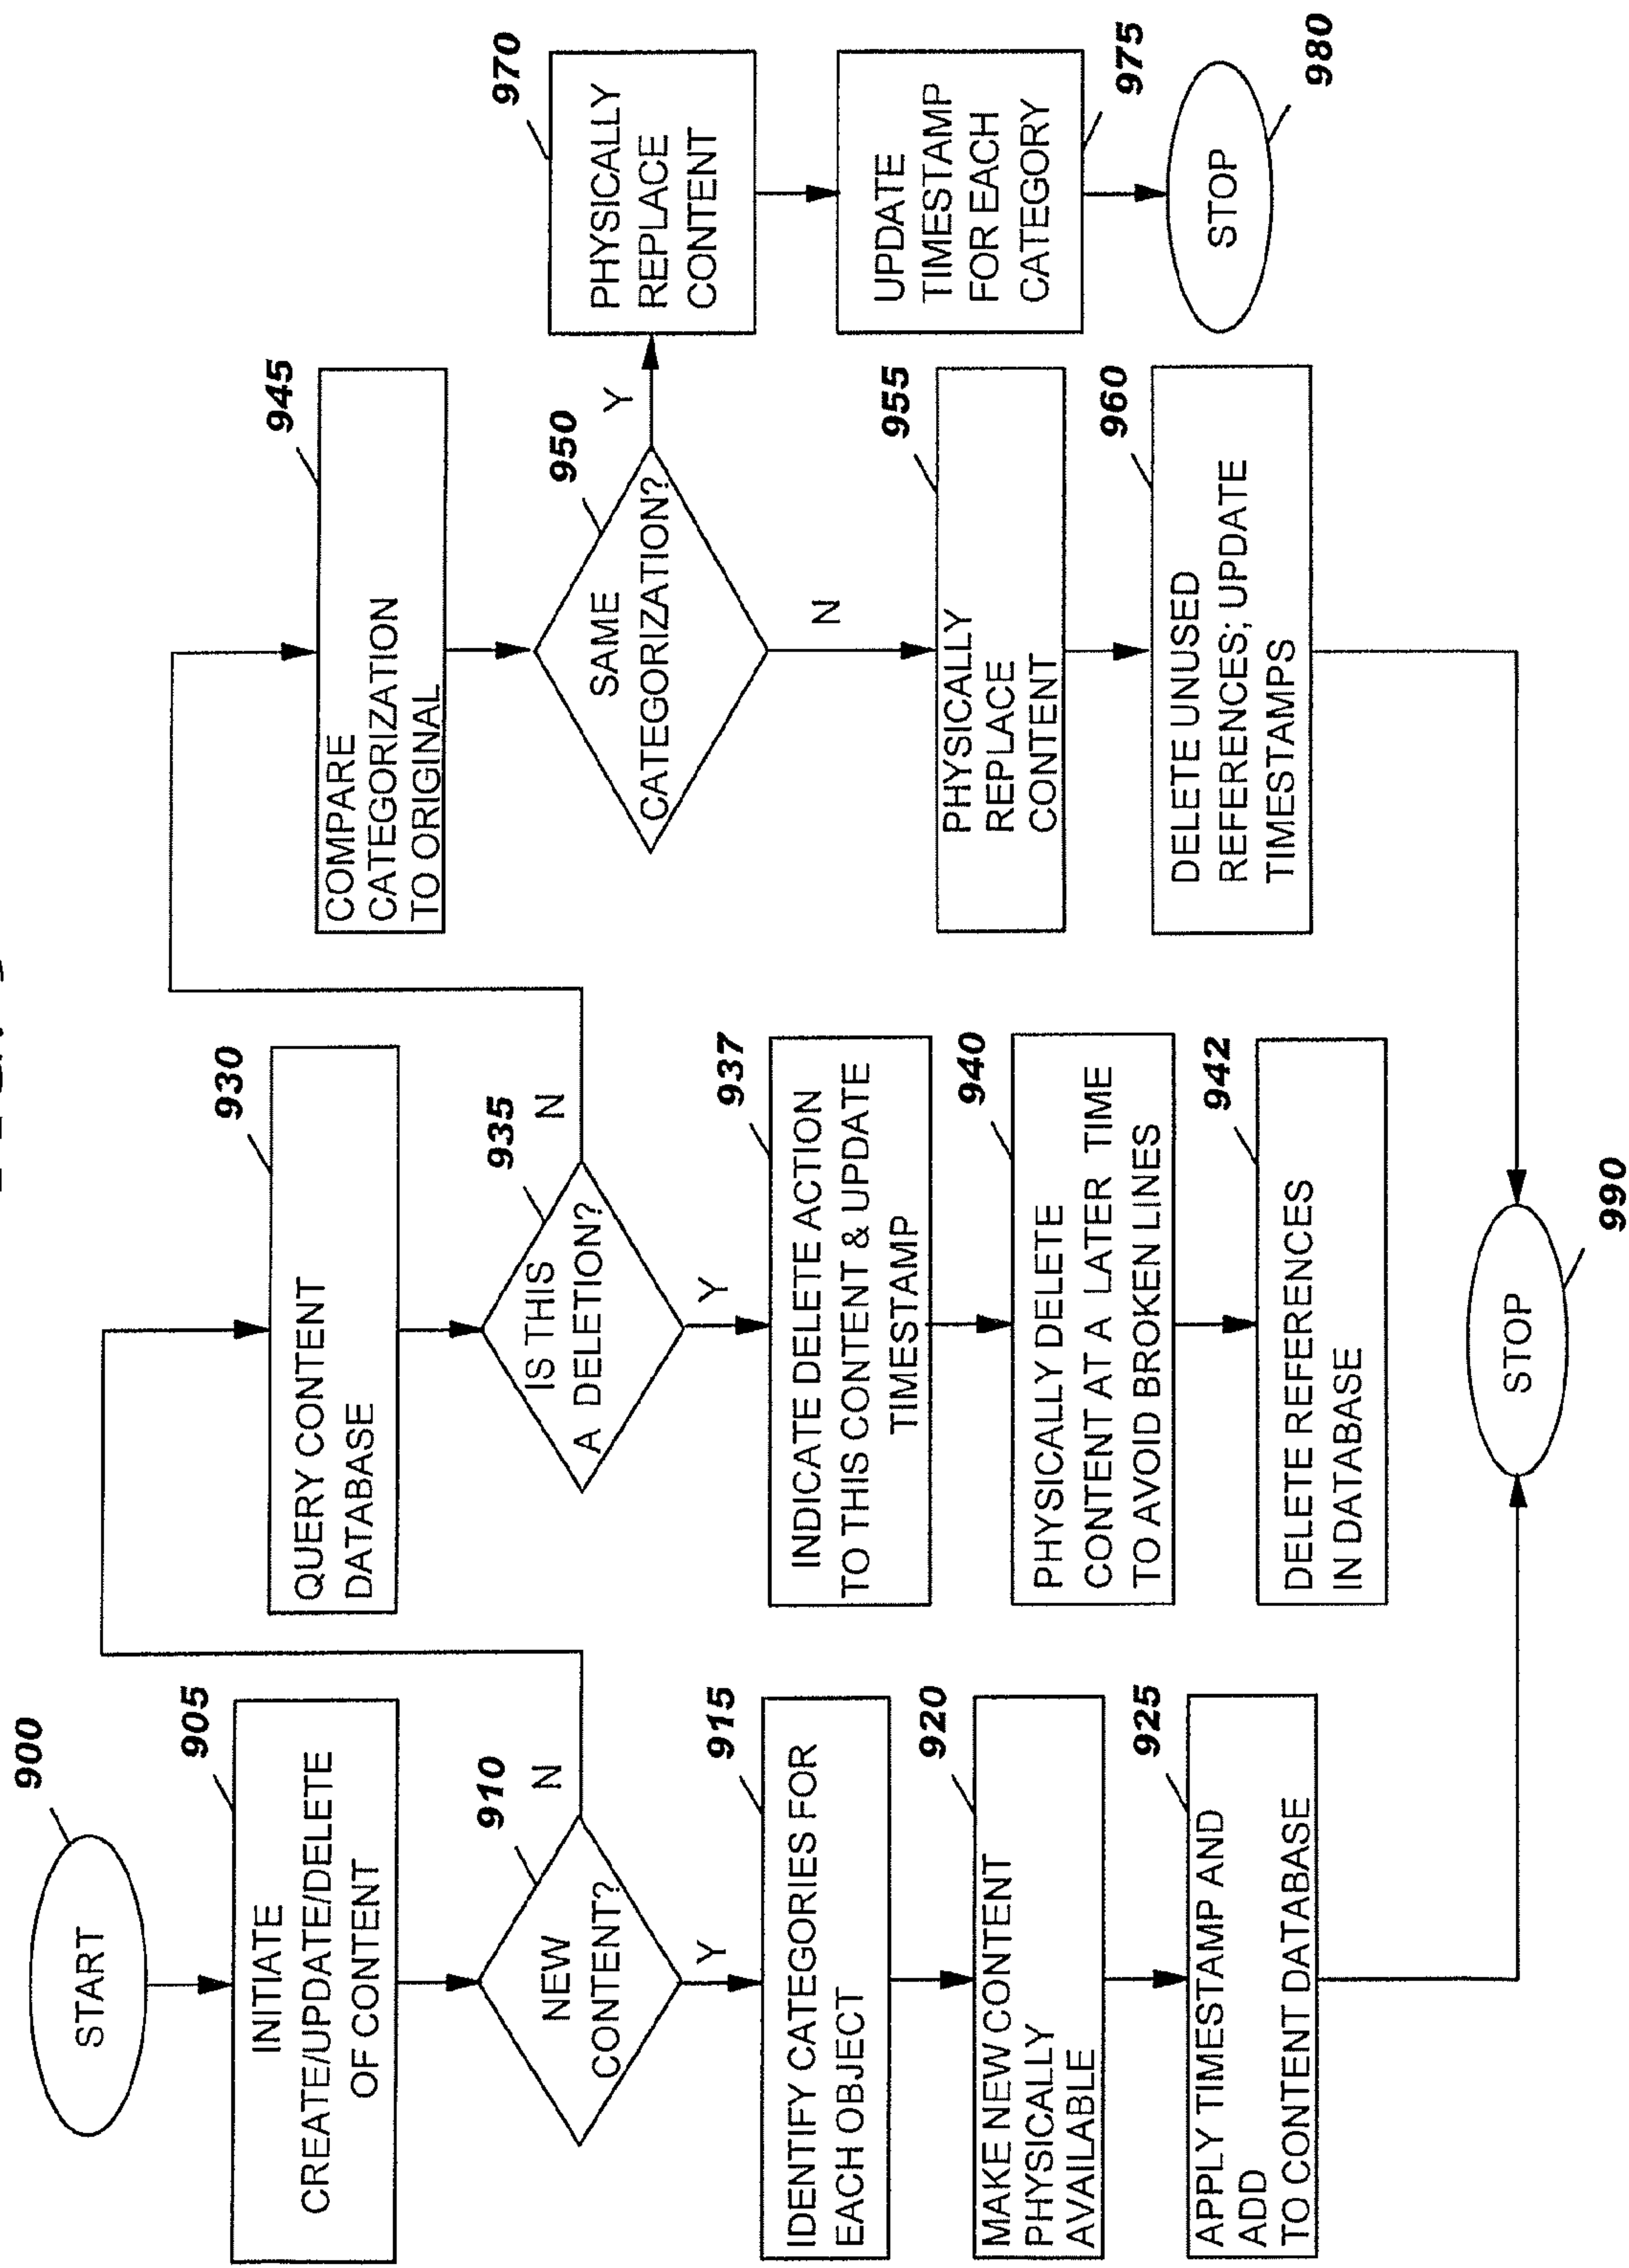 900
START
905
INITIATE
CREATE/UPDATE/DELETE
OF CONTENT
910
NEW
CONTENT?
N
Y
915
IDENTIFY CATEGORIES FOR
EACH OBJECT
920
MAKE NEW CONTENT
PHYSICALLY
AVAILABLE
925
APPLY TIMESTAMP AND
ADD
TO CONTENT DATABASE
930
QUERY CONTENT
DATABASE
935
IS THIS
A DELETION?
N
Y
937
INDICATE DELETE ACTION
TO THIS CONTENT & UPDATE
TIMESTAMP
940
PHYSICALLY DELETE
CONTENT AT A LATER TIME
TO AVOID BROKEN LINES
942
DELETE REFERENCES
IN DATABASE
STOP
990
945
COMPARE
CATEGORIZATION
TO ORIGINAL
950
SAME
CATEGORIZATION?
Y
N
955
PHYSICALLY
REPLACE
CONTENT
960
DELETE UNUSED
REFERENCES; UPDATE
TIMESTAMPS
970
PHYSICALLY
REPLACE
CONTENT
UPDATE
TIMESTAMP
FOR EACH
CATEGORY
975
STOP
980